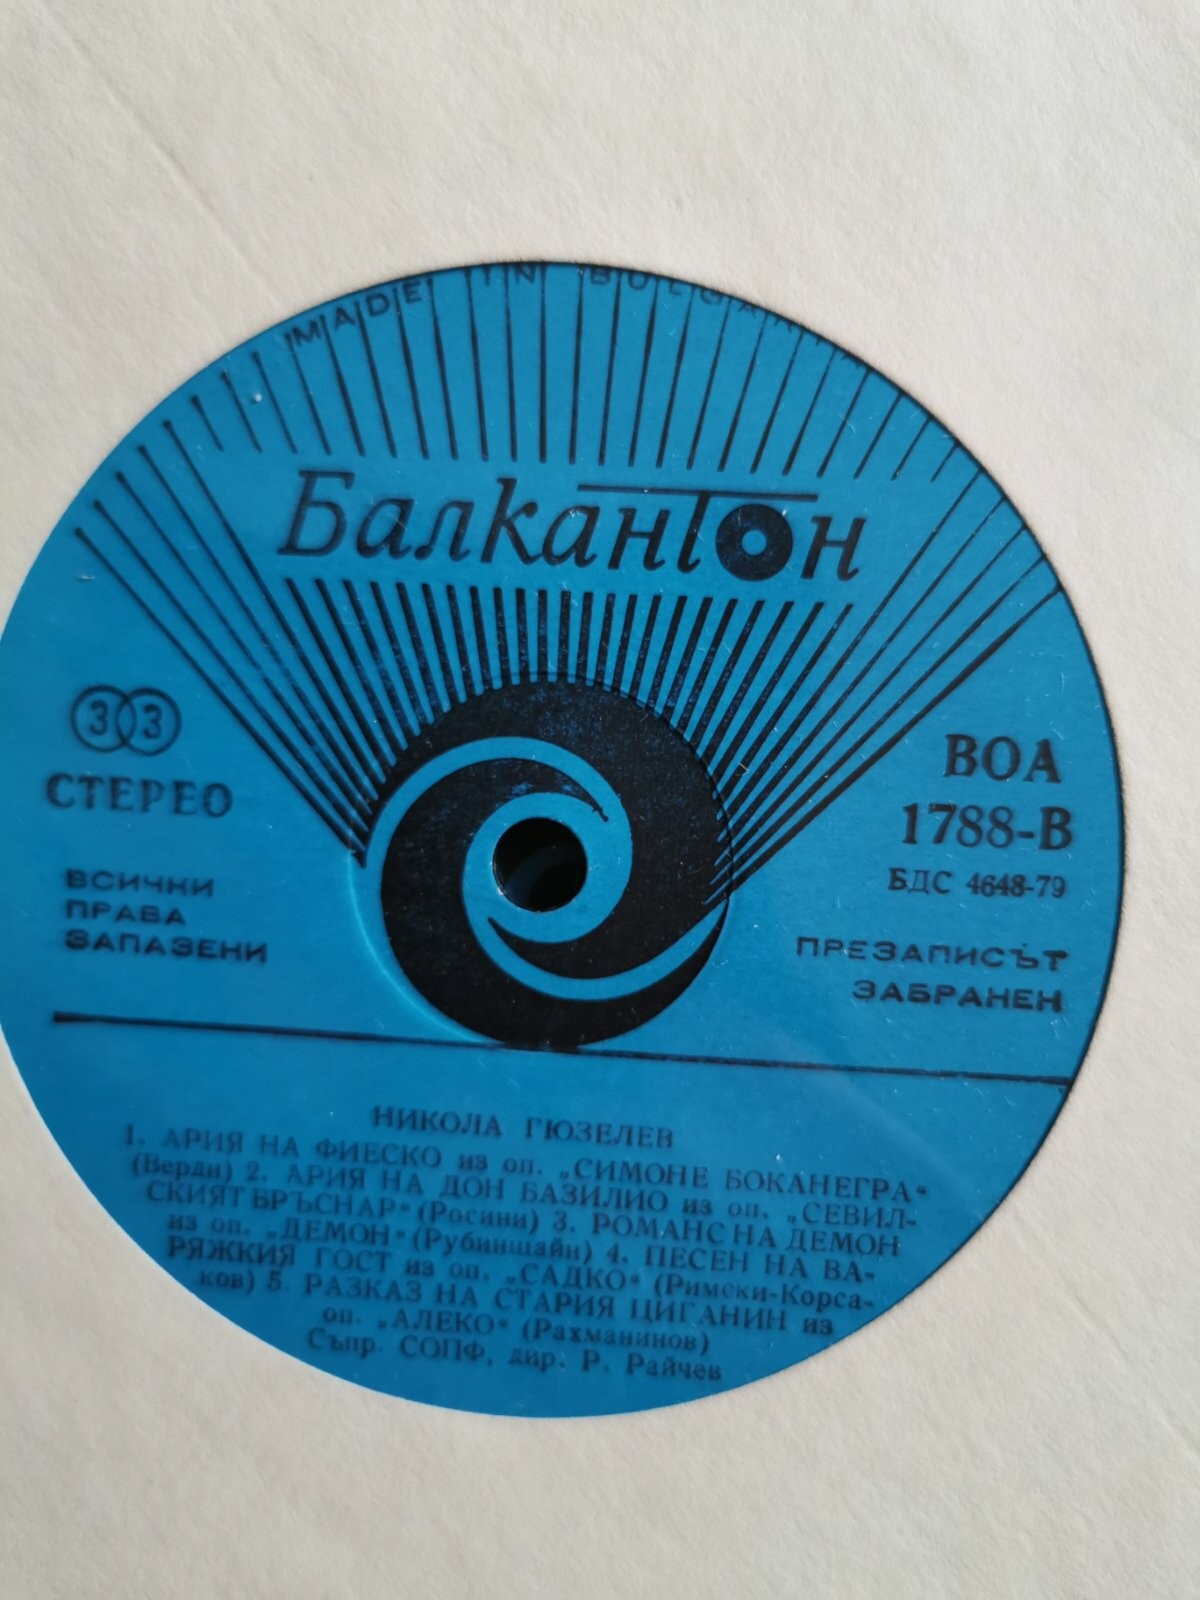 MADE IN BULGAR
Балкантон
33
СТЕРЕО
ВСИЧКИ
ПРАВА
ЗАПАЗЕНИ
ВОА
1788-В
БДС 4648-79
ПРЕЗАПИСЪТ
ЗАБРАНЕН
НИКОЛА ГЮЗЕЛЕВ
1. АРИЯ НА ФИЕСКО из оп. „СИМОНЕ БОКАНЕГРА“
(Верди) 2. АРИЯ НА ДОН БАЗИЛИО из оп. „СЕВИЛ-
СКИЯТ БРЪСНАР“ (Росини) 3. РОМАНС НА ДЕМОН
из оп. „ДЕМОН“ (Рубинщайн) 4. ПЕСЕН НА ВА-
РЯЖКИЯ ГОСТ из оп. „САДКО“ (Римски-Корса-
ков) 5. РАЗКАЗ НА СТАРИЯ ЦИГАНИН из
оп. „АЛЕКО“ (Рахманинов)
Съпр. СОПФ, дир. Р. Райчев